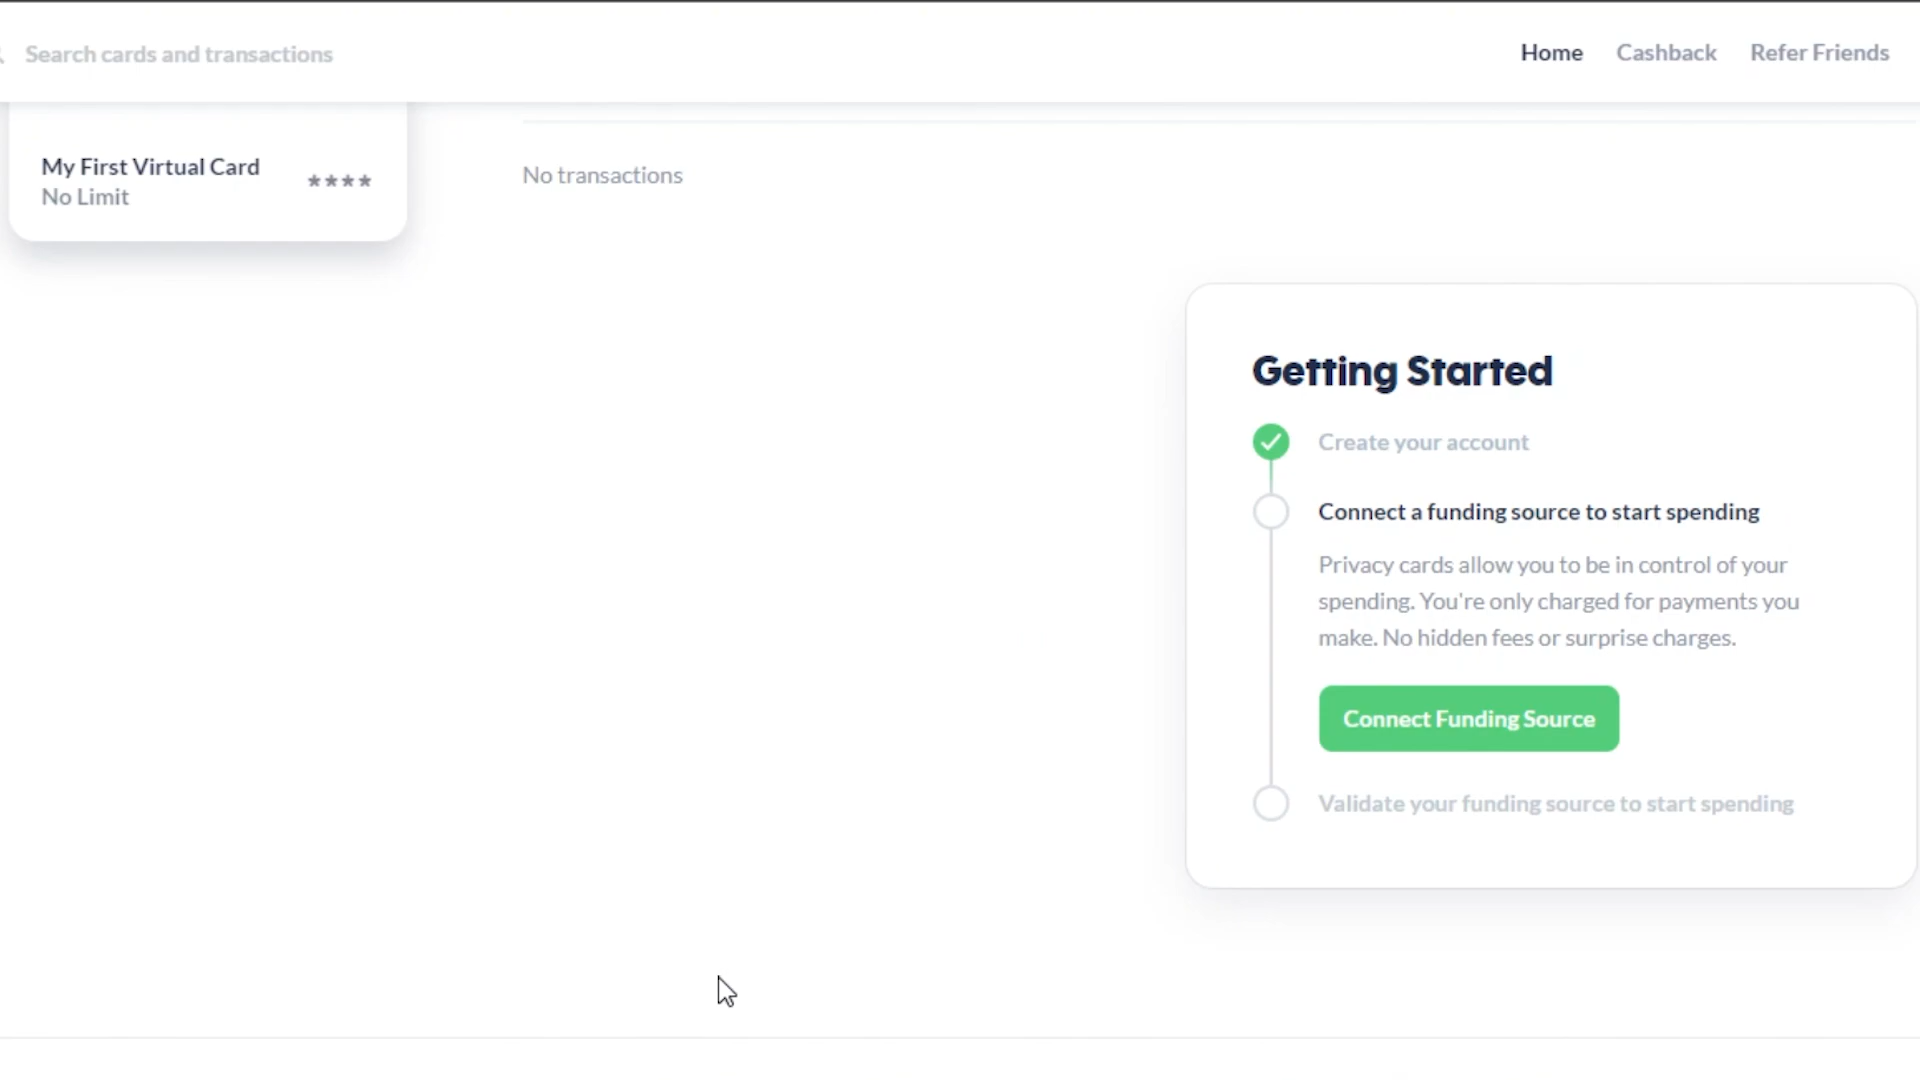 Search cards and transactions
Home Cashback Refer Friends
My First Virtual Card
No Limit
****
No transactions
Getting Started
Create your account
Connect a funding source to start spending
Privacy cards allow you to be in control of your
spending. You're only charged for payments you
make. No hidden fees or surprise charges.
Connect Funding Source
Validate your funding source to start spending